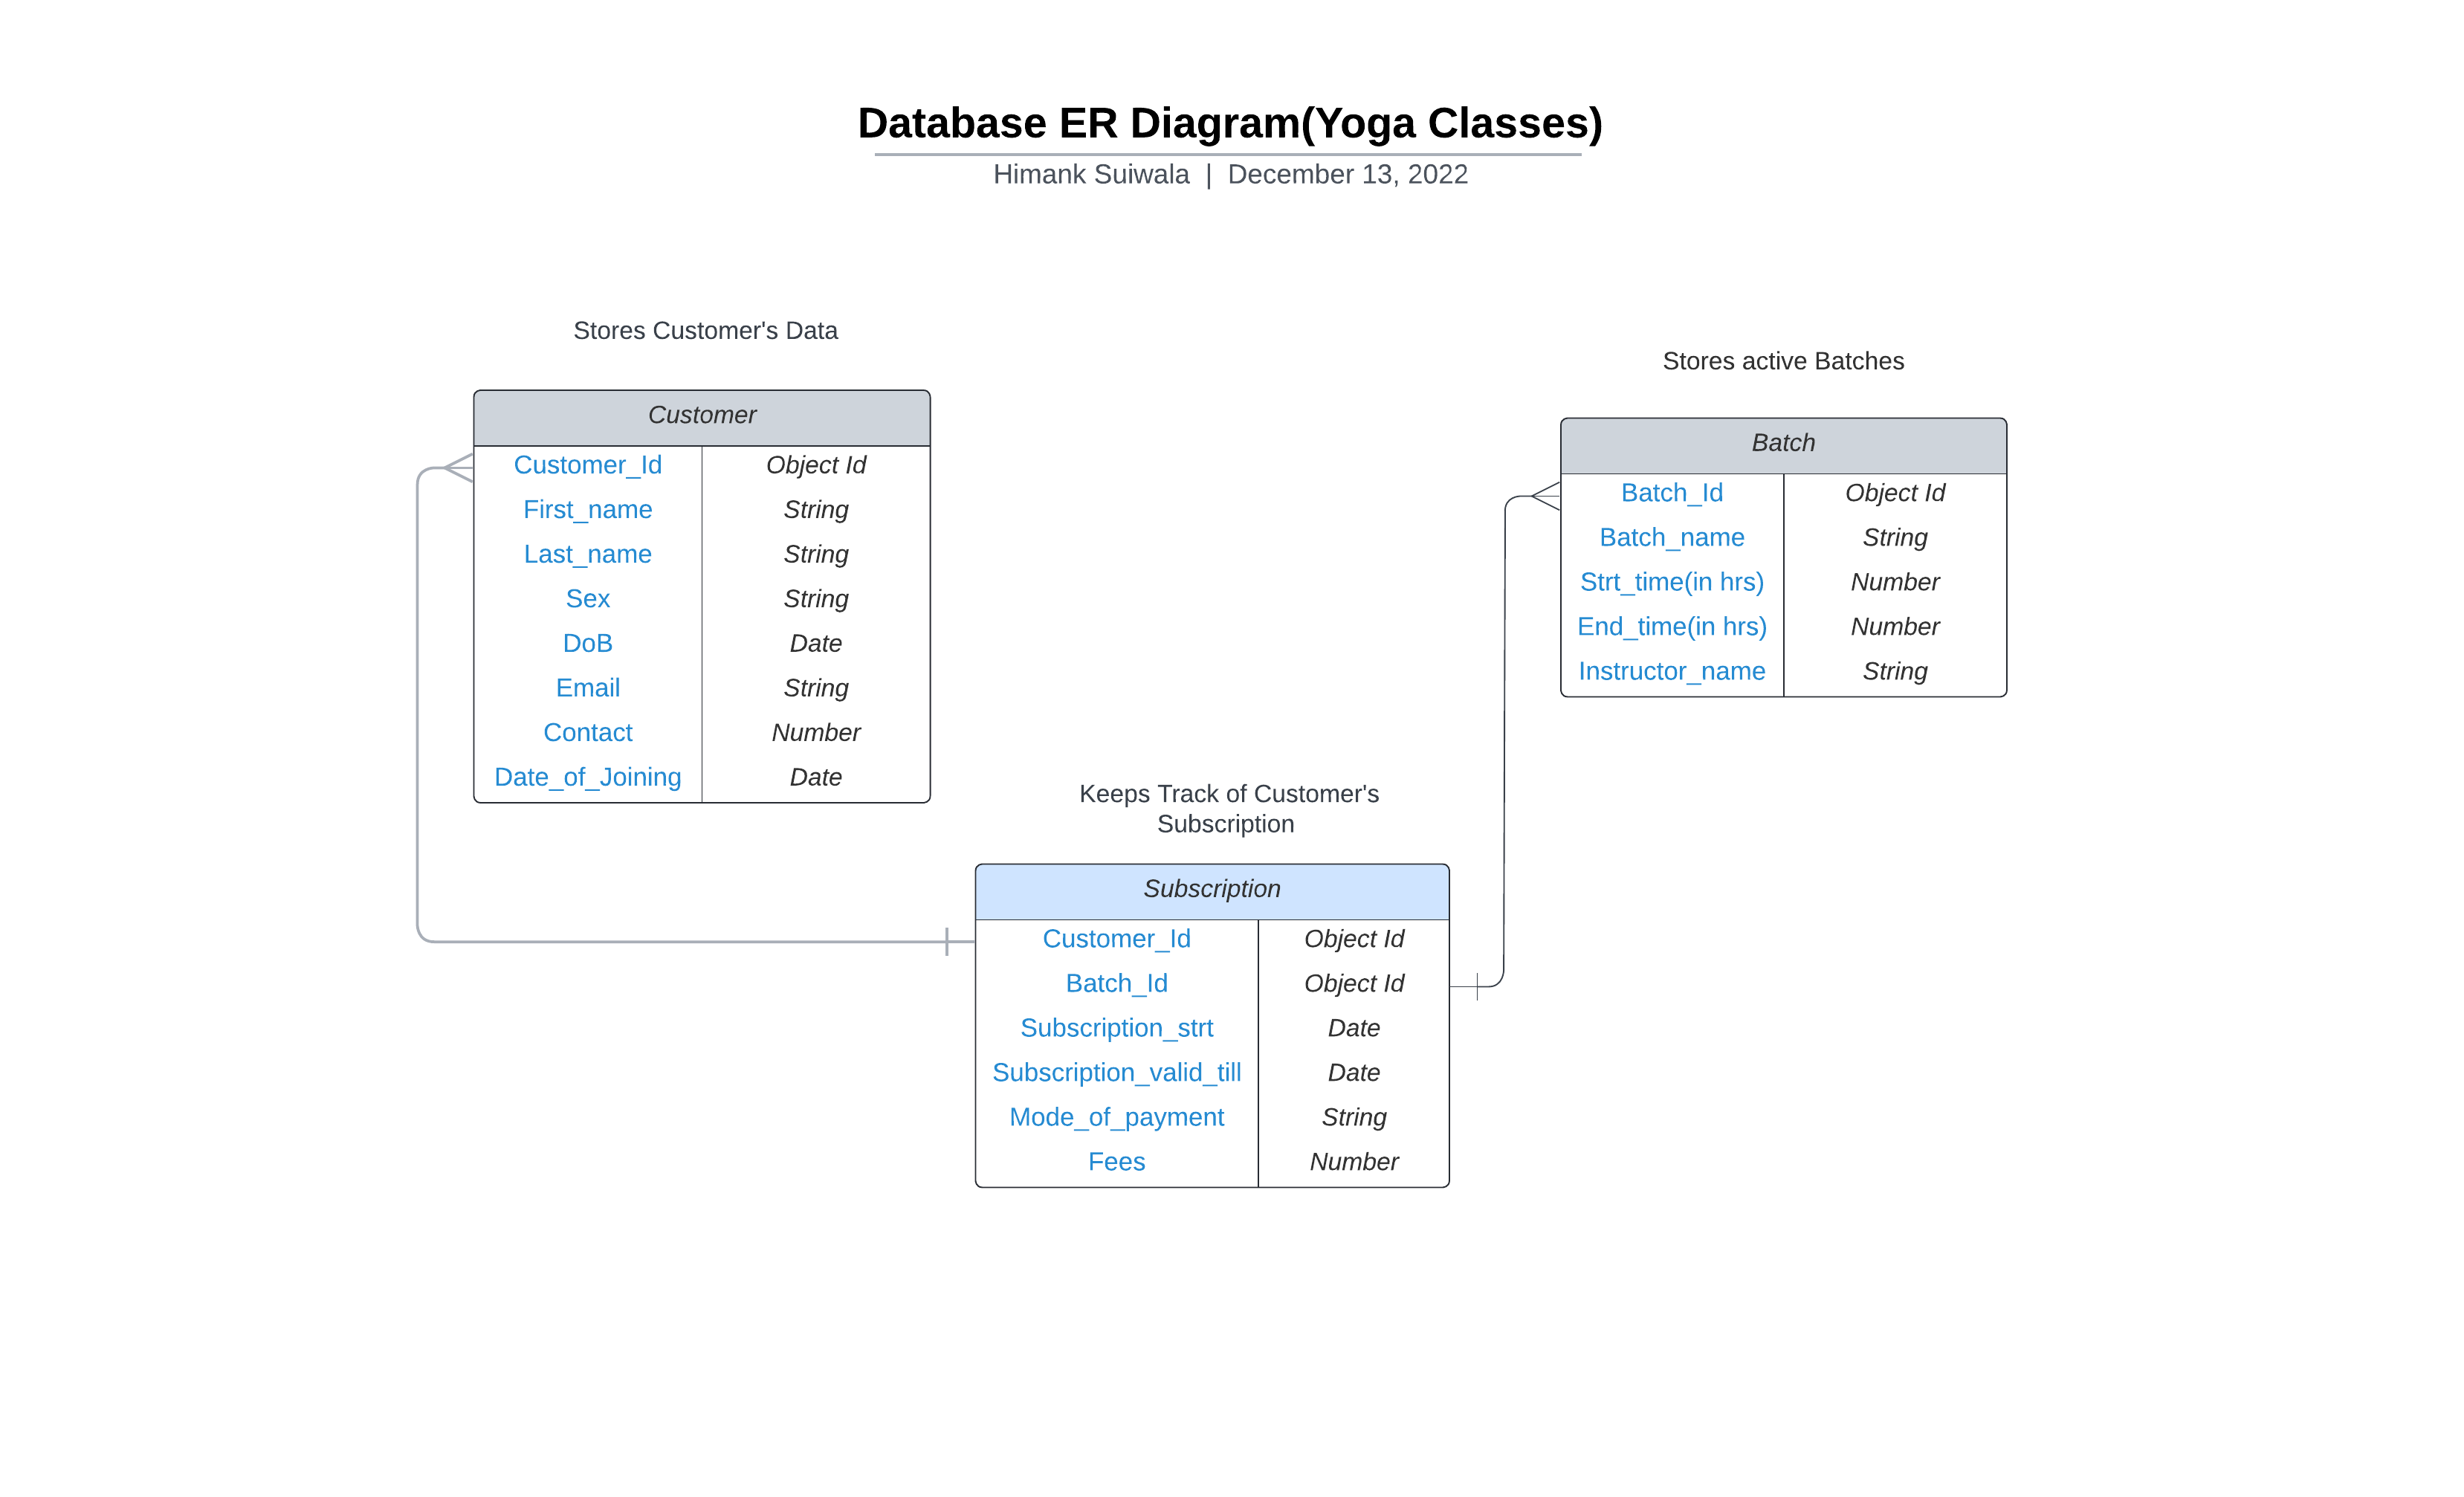 Database ER Diagram(Yoga Classes)
Himank Suiwala | December 13, 2022
Stores Customer's Data
Customer
Customer_Id Object Id
First_name String
Last_name String
Sex String
DoB Date
Email String
Contact Number
Date_of_Joining Date
Stores active Batches
Batch
Batch_Id Object Id
Batch_name String
Strt_time(in hrs) Number
End_time(in hrs) Number
Instructor_name String
Keeps Track of Customer's
Subscription
Subscription
Customer_Id Object Id
Batch_Id Object Id
Subscription_strt Date
Subscription_valid_till Date
Mode_of_payment String
Fees Number